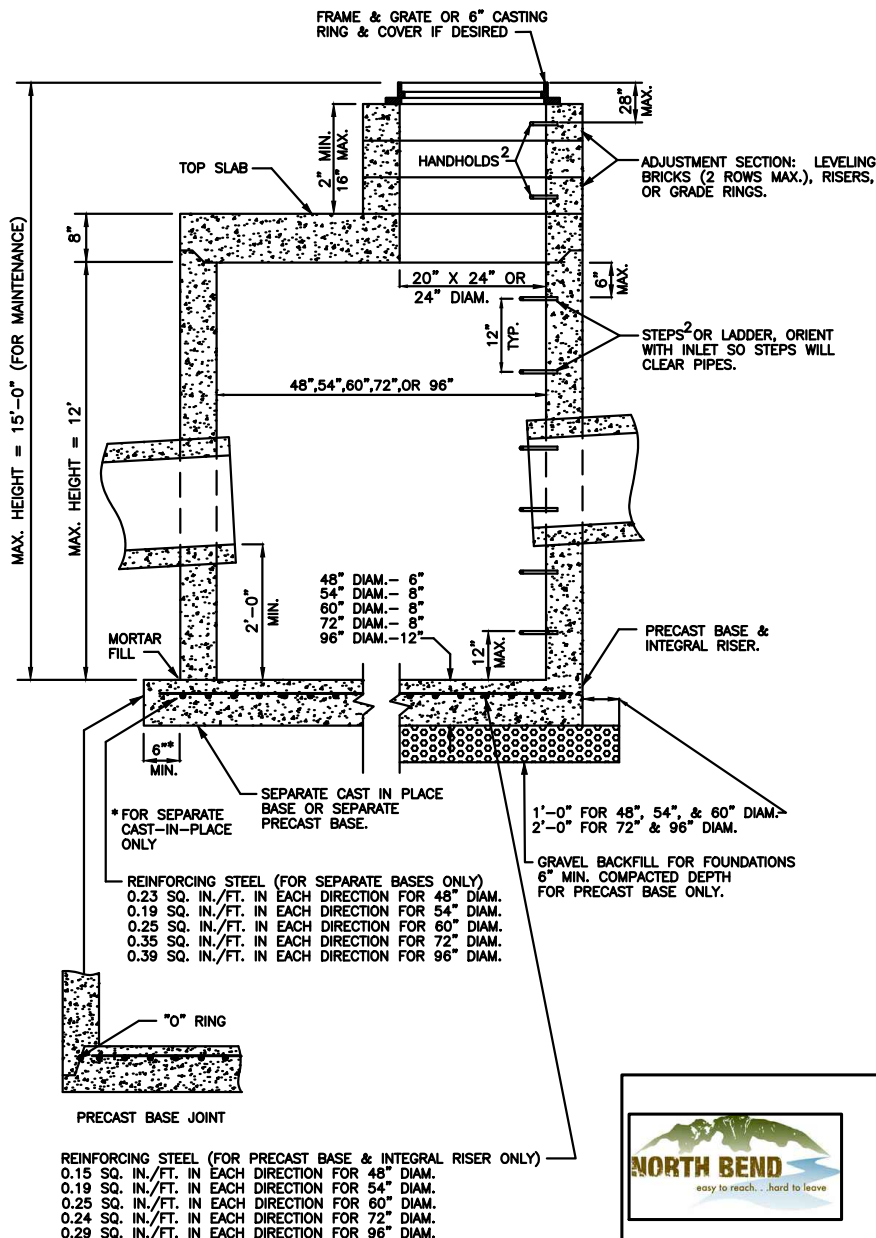 FRAME & GRATE OR 6" CASTING
RING & COVER IF DESIRED
28"
MAX.
2" MIN.
16" MAX.
HANDHOLDS2
ADJUSTMENT SECTION: LEVELING
BRICKS (2 ROWS MAX.), RISERS,
OR GRADE RINGS.
TOP SLAB
8"
MAX. HEIGHT = 15'-0" (FOR MAINTENANCE)
MAX. HEIGHT = 12'
20" X 24" OR
24" DIAM.
6"
MAX.
12"
TYP.
STEPS2 OR LADDER, ORIENT
WITH INLET SO STEPS WILL
CLEAR PIPES.
48",54",60",72",OR 96"
2'-0"
MIN.
48" DIAM.- 6"
54" DIAM.- 8"
60" DIAM.- 8"
72" DIAM.- 8"
96" DIAM.-12"
12"
MAX.
MORTAR
FILL
PRECAST BASE &
INTEGRAL RISER.
6"*
MIN.
* FOR SEPARATE
CAST-IN-PLACE
ONLY
SEPARATE CAST IN PLACE
BASE OR SEPARATE
PRECAST BASE.
1'-0" FOR 48", 54", & 60" DIAM.
2'-0" FOR 72" & 96" DIAM.
GRAVEL BACKFILL FOR FOUNDATIONS
6" MIN. COMPACTED DEPTH
FOR PRECAST BASE ONLY.
REINFORCING STEEL (FOR SEPARATE BASES ONLY)
0.23 SQ. IN./FT. IN EACH DIRECTION FOR 48" DIAM.
0.19 SQ. IN./FT. IN EACH DIRECTION FOR 54" DIAM.
0.25 SQ. IN./FT. IN EACH DIRECTION FOR 60" DIAM.
0.35 SQ. IN./FT. IN EACH DIRECTION FOR 72" DIAM.
0.39 SQ. IN./FT. IN EACH DIRECTION FOR 96" DIAM.
"O" RING
PRECAST BASE JOINT
REINFORCING STEEL (FOR PRECAST BASE & INTEGRAL RISER ONLY)
0.15 SQ. IN./FT. IN EACH DIRECTION FOR 48" DIAM.
0.19 SQ. IN./FT. IN EACH DIRECTION FOR 54" DIAM.
0.25 SQ. IN./FT. IN EACH DIRECTION FOR 60" DIAM.
0.24 SQ. IN./FT. IN EACH DIRECTION FOR 72" DIAM.
0.29 SQ. IN./FT. IN EACH DIRECTION FOR 96" DIAM.
NORTH BEND
easy to reach. . .hard to leave